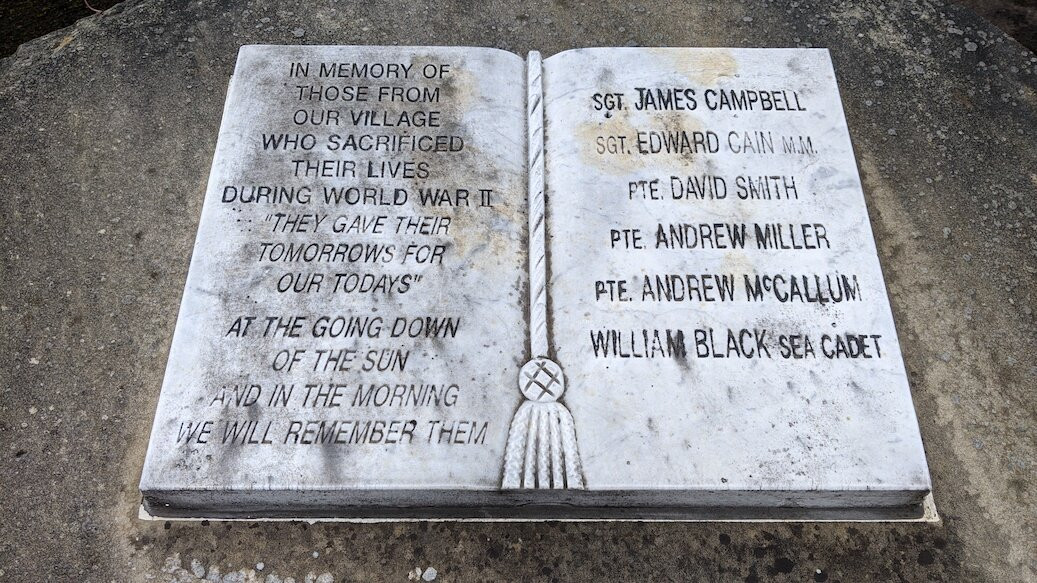 IN MEMORY OF
THOSE FROM
OUR VILLAGE
WHO SACRIFICED
THEIR LIVES
DURING WORLD WAR II
"THEY GAVE THEIR
TOMORROWS FOR
OUR TODAYS"
AT THE GOING DOWN
OF THE SUN
AND IN THE MORNING
WE WILL REMEMBER THEM
SGT. JAMES CAMPBELL
SGT. EDWARD CAIN M.M.
PTE. DAVID SMITH
PTE. ANDREW MILLER
PTE. ANDREW McCALLUM
WILLIAM BLACK SEA CADET